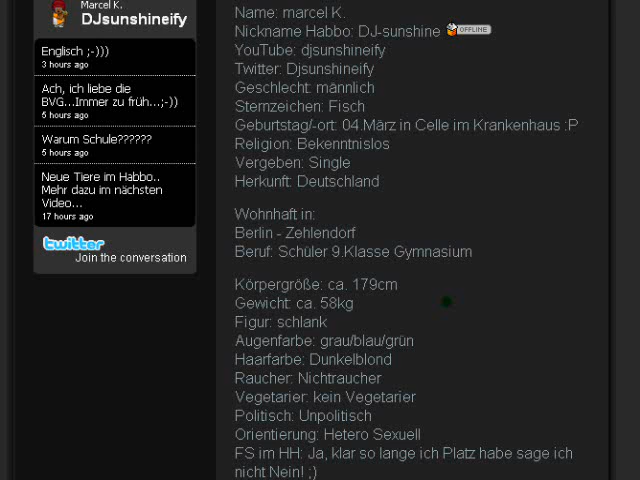 Marcel K.
DJsunshineify
Englisch ;-)))
3 hours ago
Ach, ich liebe die
BVG...Immer zu früh...;-))
5 hours ago
Warum Schule??????
5 hours ago
Neue Tiere im Habbo..
Mehr dazu im nächsten
Video...
17 hours ago
twitter
Join the conversation
Name: marcel K.
Nickname Habbo: DJ-sunshine OFFLINE
YouTube: djsunshineify
Twitter: Djsunshineify
Geschlecht: männlich
Sternzeichen: Fisch
Geburtstag/-ort: 04.März in Celle im Krankenhaus :P
Religion: Bekenntnislos
Vergeben: Single
Herkunft: Deutschland
Wohnhaft in:
Berlin - Zehlendorf
Beruf: Schüler 9.Klasse Gymnasium
Körpergröße: ca. 179cm
Gewicht: ca. 58kg
Figur: schlank
Augenfarbe: grau/blau/grün
Haarfarbe: Dunkelblond
Raucher: Nichtraucher
Vegetarier: kein Vegetarier
Politisch: Unpolitisch
Orientierung: Hetero Sexuell
FS im HH: Ja, klar so lange ich Platz habe sage ich
nicht Nein! ;)